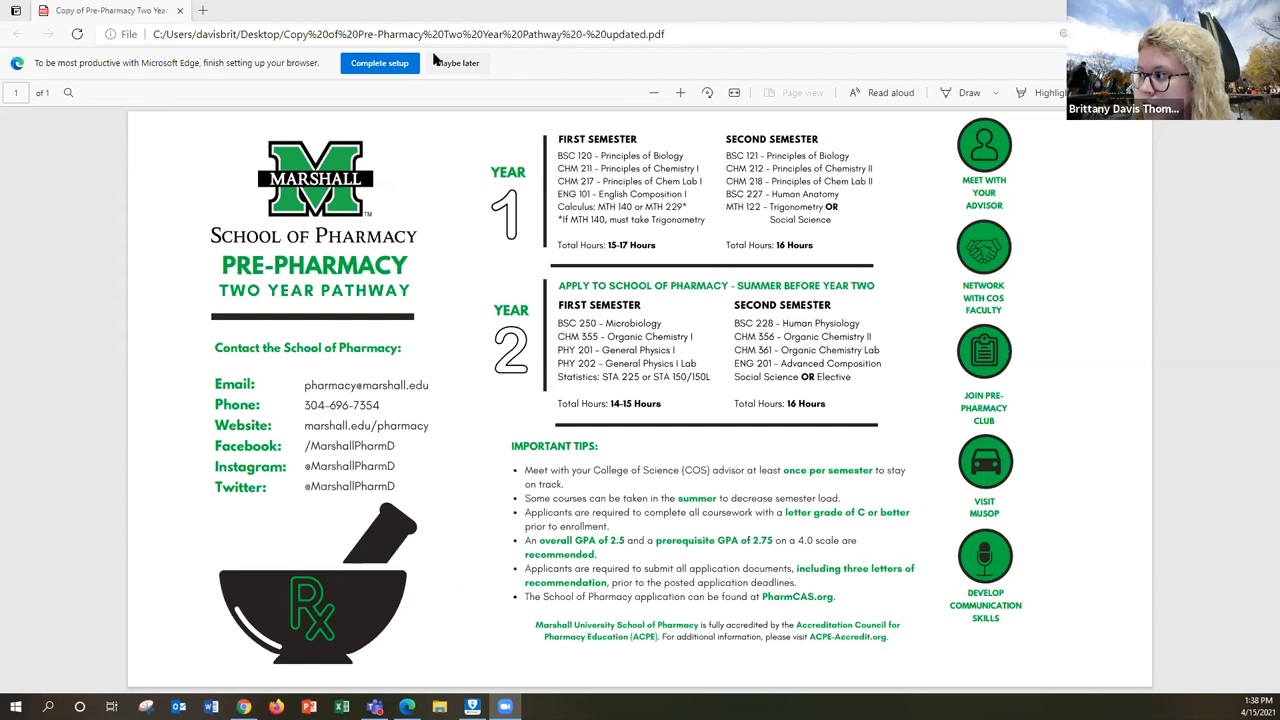 Copy of Pre-Pharmacy Two Year
File
C:/Users/davisbrit/Desktop/Copy%20of%20Pre-Pharmacy%20Two%20Year%20Pathway%20-%20updated.pdf
To be most productive with Microsoft Edge, finish setting up your browser.
Complete setup
Maybe later
1 of 1
Page view
Read aloud
Draw
Highlig
Brittany Davis Thom...
MARSHALL
TM
SCHOOL OF PHARMACY
PRE-PHARMACY
TWO YEAR PATHWAY
Contact the School of Pharmacy:
Email: pharmacy@marshall.edu
Phone: 304-696-7354
Website: marshall.edu/pharmacy
Facebook: /MarshallPharmD
Instagram: @MarshallPharmD
Twitter: @MarshallPharmD
Rx
YEAR
1
FIRST SEMESTER
BSC 120 - Principles of Biology
CHM 211 - Principles of Chemistry I
CHM 217 - Principles of Chem Lab I
ENG 101 - English Composition I
Calculus: MTH 140 or MTH 229*
*If MTH 140, must take Trigonometry
Total Hours: 15-17 Hours
SECOND SEMESTER
BSC 121 - Principles of Biology
CHM 212 - Principles of Chemistry II
CHM 218 - Principles of Chem Lab II
BSC 227 - Human Anatomy
MTH 122 - Trigonometry OR
Social Science
Total Hours: 16 Hours
APPLY TO SCHOOL OF PHARMACY - SUMMER BEFORE YEAR TWO
YEAR
2
FIRST SEMESTER
BSC 250 - Microbiology
CHM 355 - Organic Chemistry I
PHY 201 - General Physics I
PHY 202 - General Physics I Lab
Statistics: STA 225 or STA 150/150L
Total Hours: 14-15 Hours
SECOND SEMESTER
BSC 228 - Human Physiology
CHM 356 - Organic Chemistry II
CHM 361 - Organic Chemistry Lab
ENG 201 - Advanced Composition
Social Science OR Elective
Total Hours: 16 Hours
IMPORTANT TIPS:
• Meet with your College of Science (COS) advisor at least once per semester to stay
on track.
• Some courses can be taken in the summer to decrease semester load.
• Applicants are required to complete all coursework with a letter grade of C or better
prior to enrollment.
• An overall GPA of 2.5 and a prerequisite GPA of 2.75 on a 4.0 scale are
recommended.
• Applicants are required to submit all application documents, including three letters of
recommendation, prior to the posted application deadlines.
• The School of Pharmacy application can be found at PharmCAS.org.
Marshall University School of Pharmacy is fully accredited by the Accreditation Council for
Pharmacy Education (ACPE). For additional information, please visit ACPE-Accredit.org.
MEET WITH
YOUR
ADVISOR
NETWORK
WITH COS
FACULTY
JOIN PRE-
PHARMACY
CLUB
VISIT
MUSOP
DEVELOP
COMMUNICATION
SKILLS
1:38 PM
4/15/2021